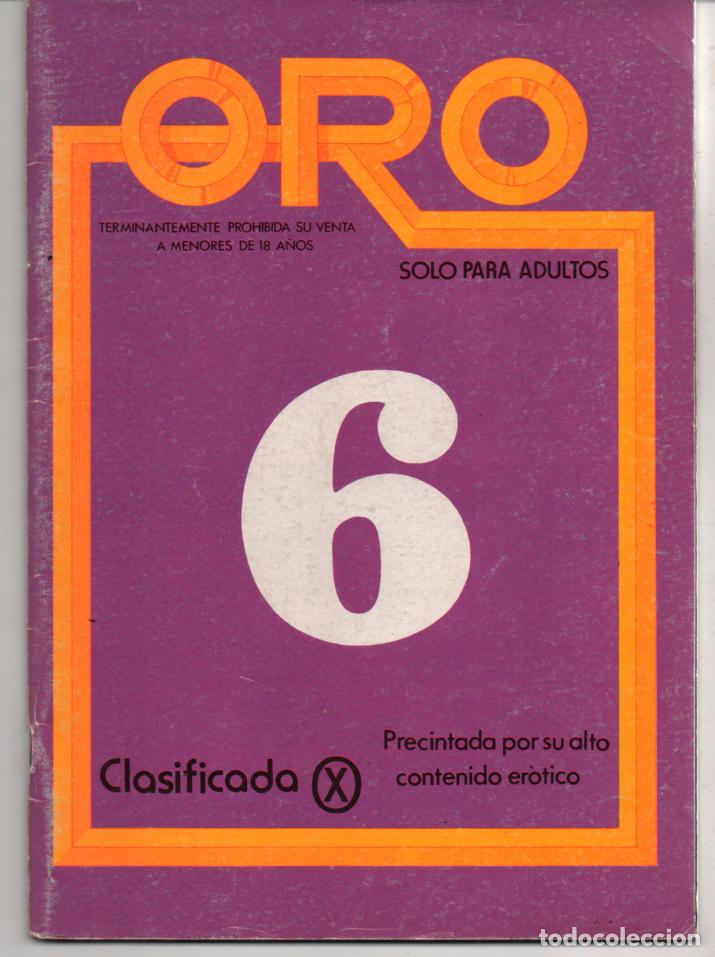 ORO
TERMINANTEMENTE PROHIBIDA SU VENTA
A MENORES DE 18 AÑOS
SOLO PARA ADULTOS
6
Clasificada X
Precintada por su alto
contenido eròtico
todocoleccion